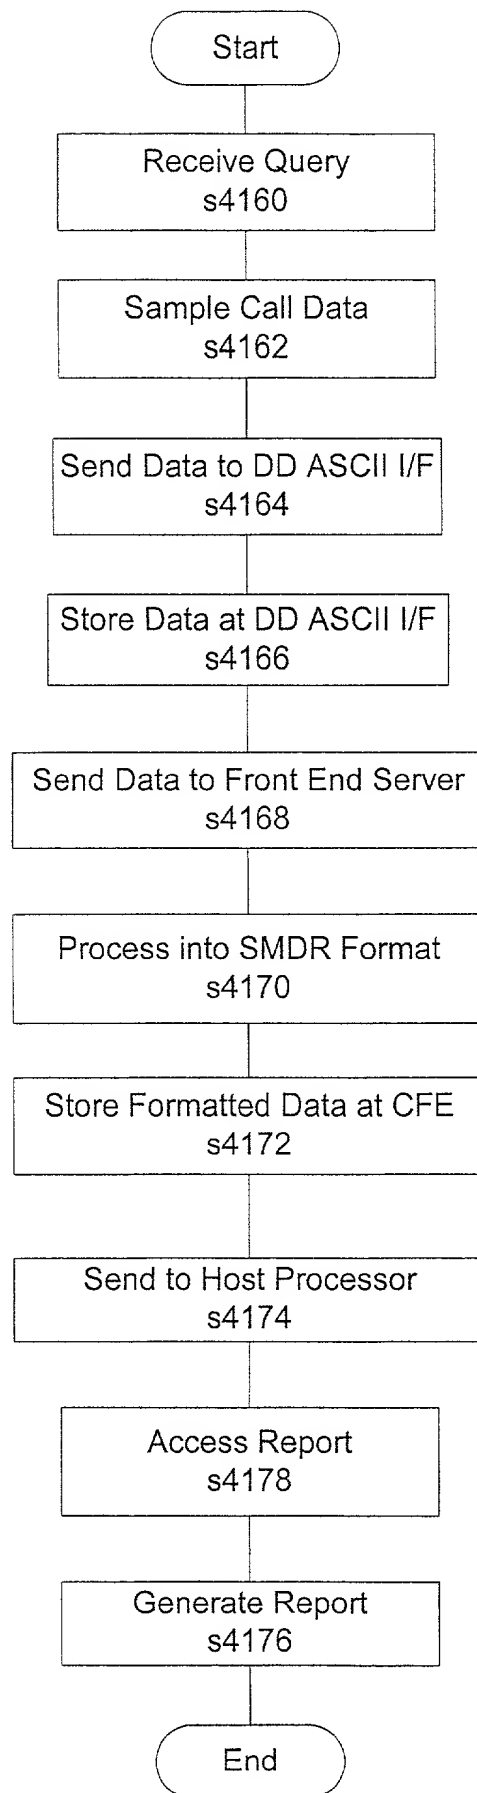 Start
Receive Query
s4160
Sample Call Data
s4162
Send Data to DD ASCII I/F
s4164
Store Data at DD ASCII I/F
s4166
Send Data to Front End Server
s4168
Process into SMDR Format
s4170
Store Formatted Data at CFE
s4172
Send to Host Processor
s4174
Access Report
s4178
Generate Report
s4176
End